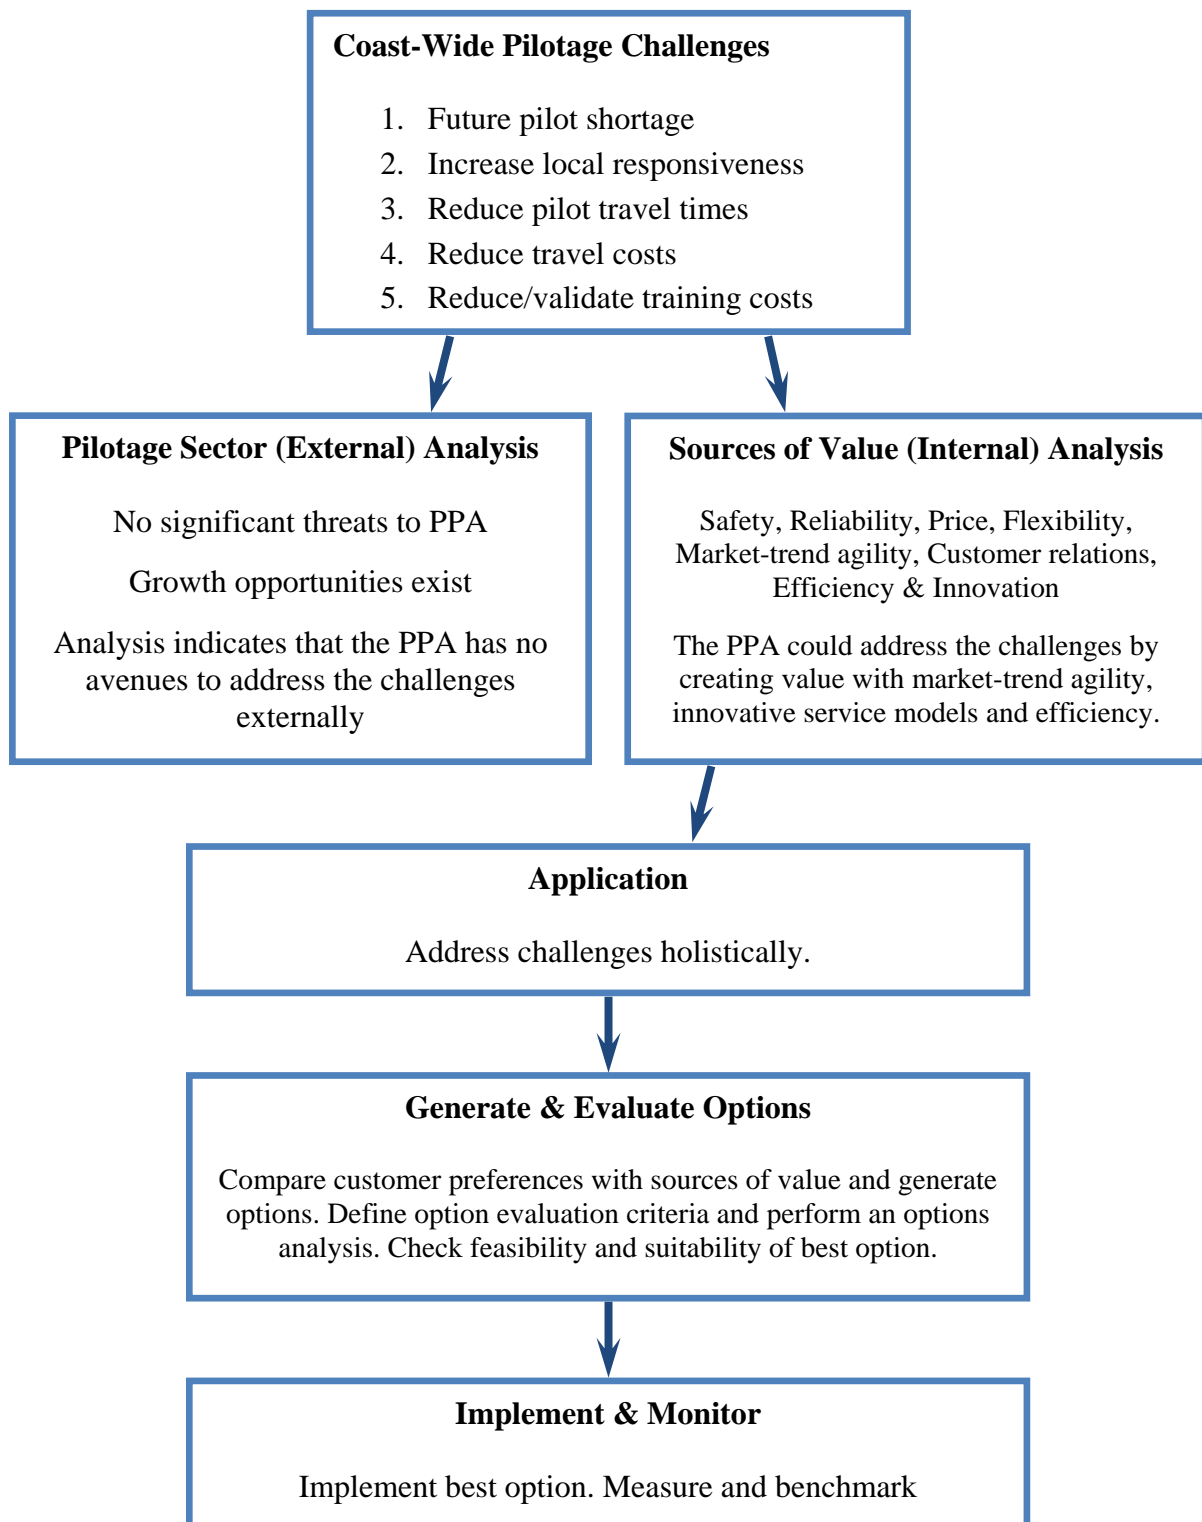 Coast-Wide Pilotage Challenges
1. Future pilot shortage
2. Increase local responsiveness
3. Reduce pilot travel times
4. Reduce travel costs
5. Reduce/validate training costs
Pilotage Sector (External) Analysis
No significant threats to PPA
Growth opportunities exist
Analysis indicates that the PPA has no
avenues to address the challenges
externally
Sources of Value (Internal) Analysis
Safety, Reliability, Price, Flexibility,
Market-trend agility, Customer relations,
Efficiency & Innovation
The PPA could address the challenges by
creating value with market-trend agility,
innovative service models and efficiency.
Application
Address challenges holistically.
Generate & Evaluate Options
Compare customer preferences with sources of value and generate
options. Define option evaluation criteria and perform an options
analysis. Check feasibility and suitability of best option.
Implement & Monitor
Implement best option. Measure and benchmark